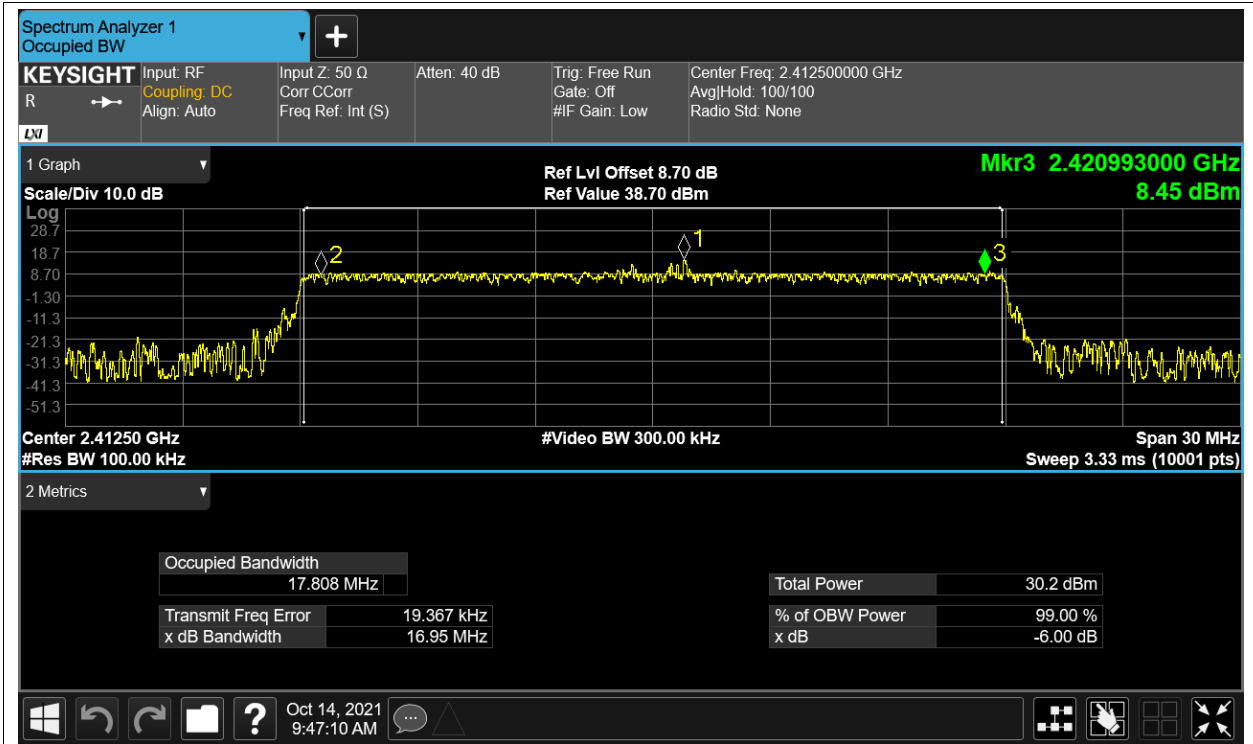 Spectrum Analyzer 1
Occupied BW
KEYSIGHT Input: RF Input Z: 50 Ω Atten: 40 dB Trig: Free Run Center Freq: 2.412500000 GHz
R Coupling: DC Corr CCorr Gate: Off Avg|Hold: 100/100
Align: Auto Freq Ref: Int (S) #IF Gain: Low Radio Std: None
LXI
1 Graph
Ref Lvl Offset 8.70 dB Mkr3 2.420993000 GHz
Scale/Div 10.0 dB Ref Value 38.70 dBm 8.45 dBm
Log
28.7
18.7
8.70
-1.30
-11.3
-21.3
-31.3
-41.3
-51.3
2
1
3
Center 2.41250 GHz #Video BW 300.00 kHz Span 30 MHz
#Res BW 100.00 kHz Sweep 3.33 ms (10001 pts)
2 Metrics
Occupied Bandwidth
17.808 MHz Total Power 30.2 dBm
Transmit Freq Error 19.367 kHz % of OBW Power 99.00 %
x dB Bandwidth 16.95 MHz x dB -6.00 dB
? Oct 14, 2021
9:47:10 AM